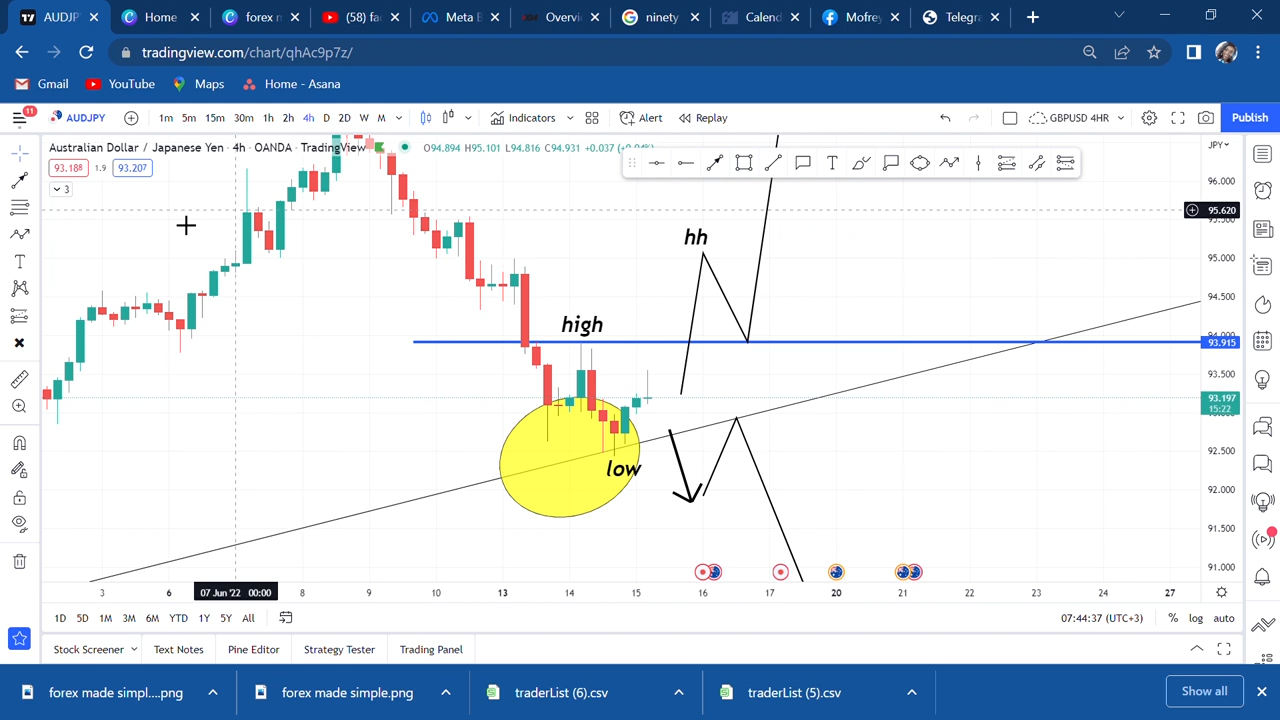 AUDJ
Home
forex n
(58) fa
Meta B
Overvi
ninety
Calend
Mofrey
Telegra
tradingview.com/chart/qhAc9p7z/
Gmail
YouTube
Maps
Home - Asana
11
AUDJPY
1m 5m 15m 30m 1h 2h 4h D 2D W M
Indicators
Alert
Replay
GBPUSD 4HR
Publish
Australian Dollar / Japanese Yen · 4h · OANDA · TradingView
O94.894 H95.101 L94.816 C94.931 +0.037 (+0.04%)
JPY
93.188 1.9 93.207
3
96.000
95.620
95.500
95.000
94.500
94.000
93.915
93.500
93.197
15:22
93.000
92.500
92.000
91.500
91.000
hh
high
low
3 6 07 Jun '22 00:00 8 9 10 13 14 15 16 17 20 21 22 23 24 27
1D 5D 1M 3M 6M YTD 1Y 5Y All
07:44:37 (UTC+3) % log auto
Stock Screener
Text Notes
Pine Editor
Strategy Tester
Trading Panel
forex made simpl....png
forex made simple.png
traderList (6).csv
traderList (5).csv
Show all